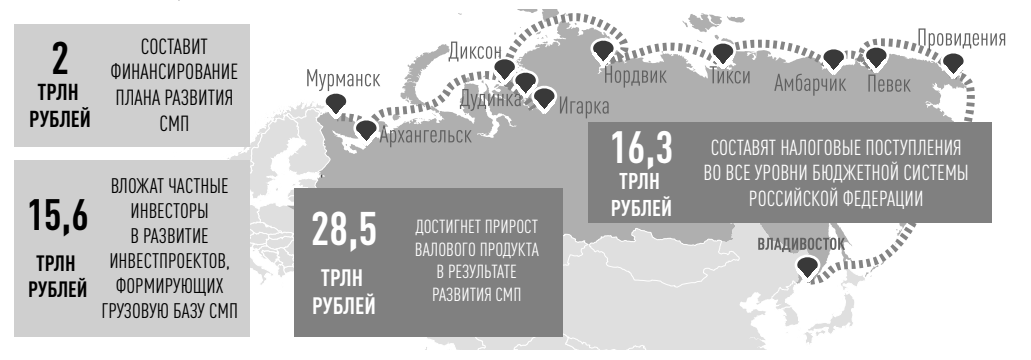 2
ТРЛН
РУБЛЕЙ
СОСТАВИТ
ФИНАНСИРОВАНИЕ
ПЛАНА РАЗВИТИЯ
СМП
15,6
ТРЛН
РУБЛЕЙ
ВЛОЖАТ ЧАСТНЫЕ
ИНВЕСТОРЫ
В РАЗВИТИЕ
ИНВЕСТПРОЕКТОВ,
ФОРМИРУЮЩИХ
ГРУЗОВУЮ БАЗУ СМП
28,5
ТРЛН
РУБЛЕЙ
ДОСТИГНЕТ ПРИРОСТ
ВАЛОВОГО ПРОДУКТА
В РЕЗУЛЬТАТЕ
РАЗВИТИЯ СМП
16,3
ТРЛН
РУБЛЕЙ
СОСТАВЯТ НАЛОГОВЫЕ ПОСТУПЛЕНИЯ
ВО ВСЕ УРОВНИ БЮДЖЕТНОЙ СИСТЕМЫ
РОССИЙСКОЙ ФЕДЕРАЦИИ
Мурманск
Архангельск
Диксон
Дудинка
Игарка
Нордвик
Тикси
Амбарчик
Певек
Провидения
ВЛАДИВОСТОК